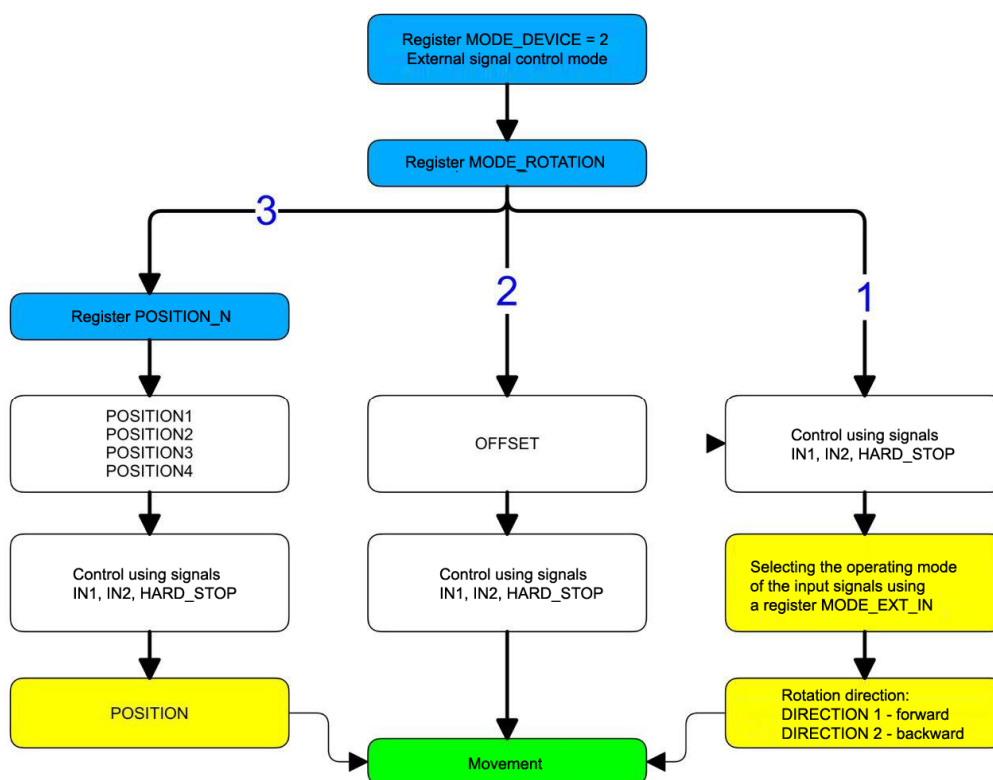 Register MODE_DEVICE = 2
External signal control mode
Register MODE_ROTATION
3
2
1
Register POSITION_N
POSITION1
POSITION2
POSITION3
POSITION4
OFFSET
Control using signals
IN1, IN2, HARD_STOP
Control using signals
IN1, IN2, HARD_STOP
Control using signals
IN1, IN2, HARD_STOP
Selecting the operating mode
of the input signals using
a register MODE_EXT_IN
POSITION
Rotation direction:
DIRECTION 1 - forward
DIRECTION 2 - backward
Movement